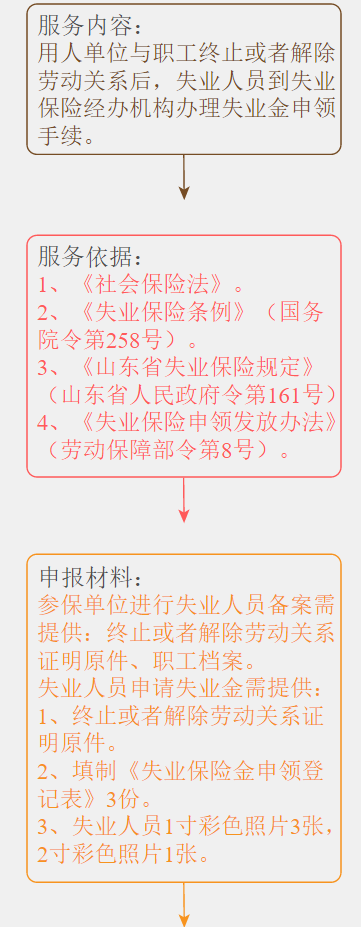 服务内容：
用人单位与职工终止或者解除
劳动关系后，失业人员到失业
保险经办机构办理失业金申领
手续。
服务依据：
1、《社会保险法》。
2、《失业保险条例》（国务
院令第258号）。
3、《山东省失业保险规定》
（山东省人民政府令第161号）
4、《失业保险申领发放办法》
（劳动保障部令第8号）。
申报材料：
参保单位进行失业人员备案需
提供：终止或者解除劳动关系
证明原件、职工档案。
失业人员申请失业金需提供：
1、终止或者解除劳动关系证
明原件。
2、填制《失业保险金申领登
记表》3份。
3、失业人员1寸彩色照片3张，
2寸彩色照片1张。